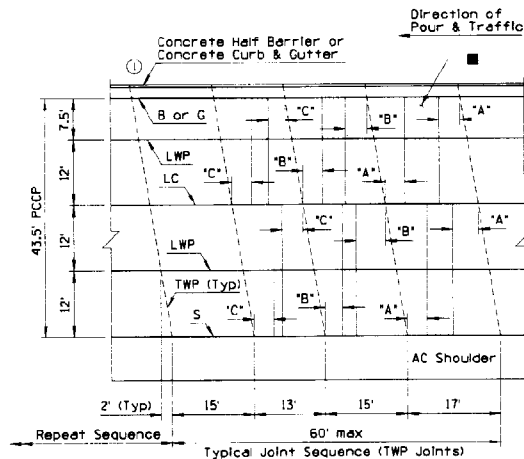 Direction of
Pour & Traffic
①
Concrete Half Barrier or
Concrete Curb & Gutter
B or G
"C"
"B"
"A"
7.5'
LWP
"C"
"B"
"A"
12'
LC
43.5' PCCP
"C"
"B"
"A"
12'
LWP
TWP (Typ)
"C"
"B"
"A"
12'
S
AC Shoulder
2' (Typ)
15'
13'
15'
17'
Repeat Sequence
60' max
Typical Joint Sequence (TWP Joints)